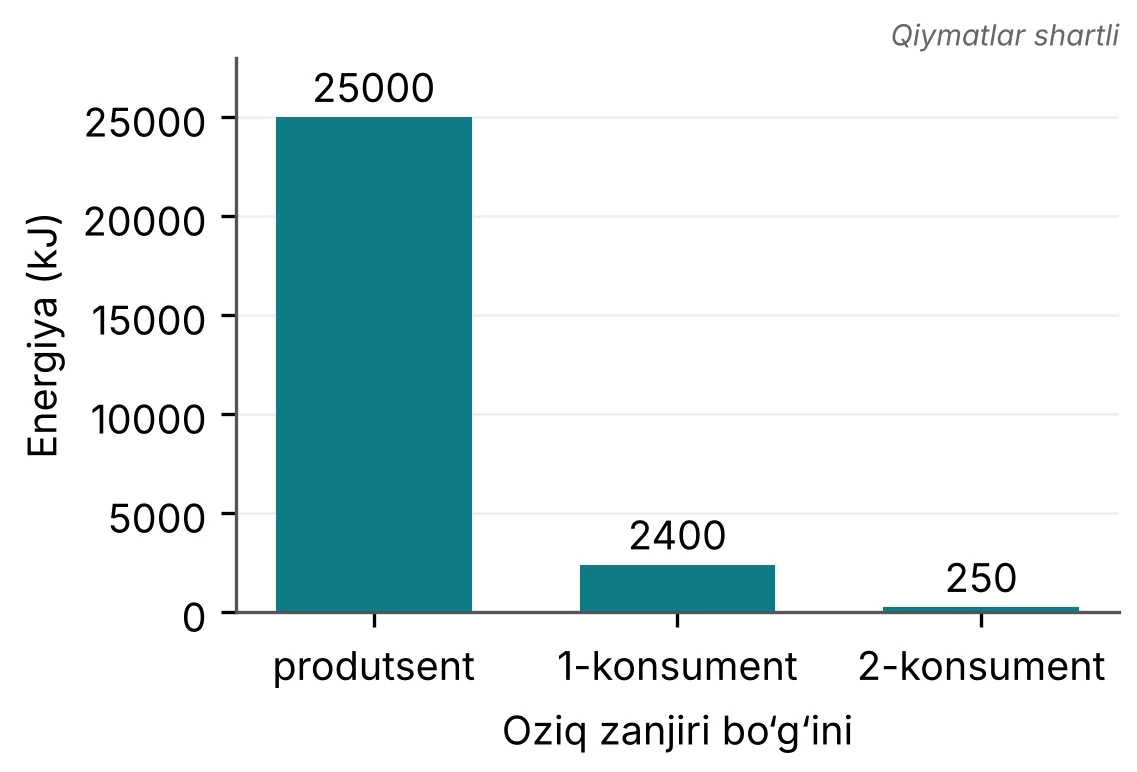 Qiymatlar shartli
25000
25000
20000
15000
10000
5000
0
Energiya (kJ)
2400
250
produtsent
1-konsument
2-konsument
Oziq zanjiri bo‘g‘ini